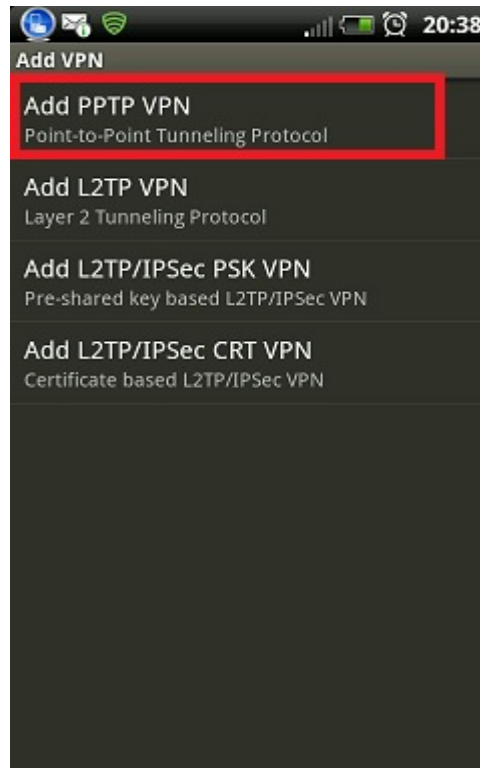 20:38
Add VPN
Add PPTP VPN
Point-to-Point Tunneling Protocol
Add L2TP VPN
Layer 2 Tunneling Protocol
Add L2TP/IPSec PSK VPN
Pre-shared key based L2TP/IPSec VPN
Add L2TP/IPSec CRT VPN
Certificate based L2TP/IPSec VPN